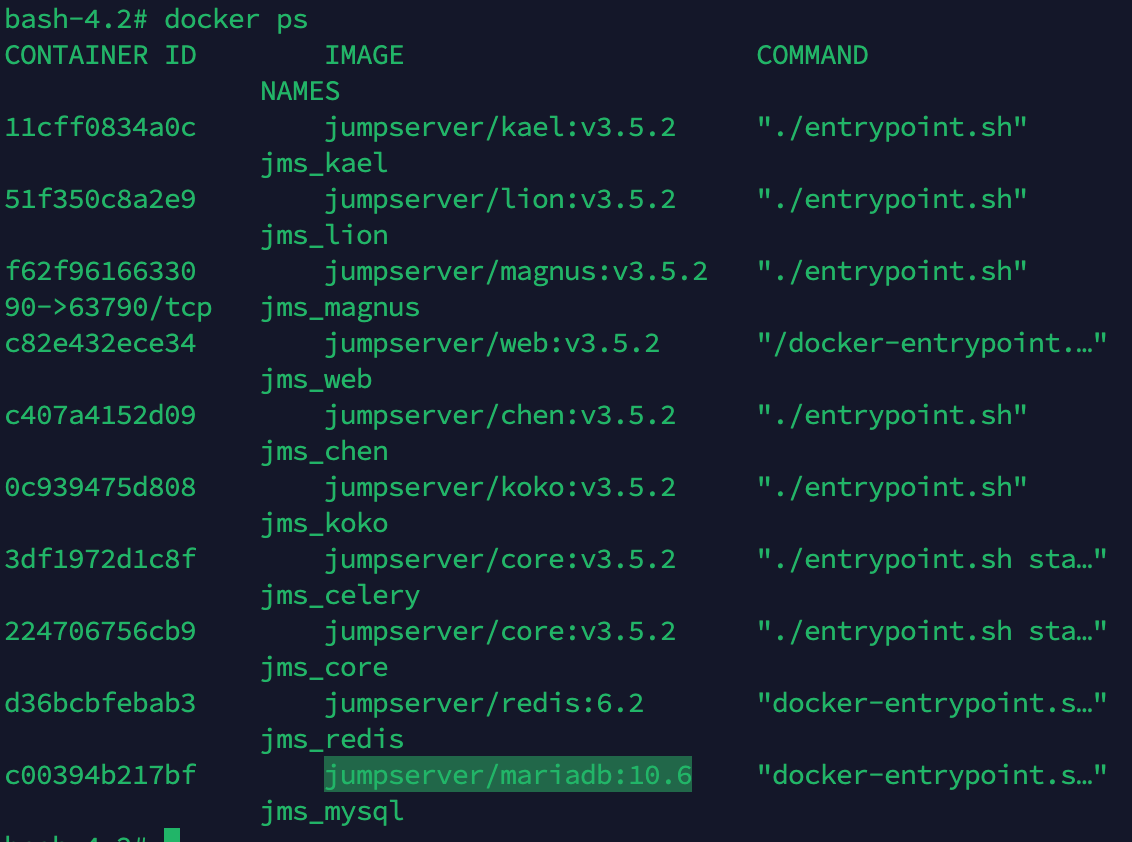 bash-4.2# docker ps
CONTAINER ID        IMAGE                      COMMAND
                NAMES
11cff0834a0c        jumpserver/kael:v3.5.2     "./entrypoint.sh"
                jms_kael
51f350c8a2e9        jumpserver/lion:v3.5.2     "./entrypoint.sh"
                jms_lion
f62f96166330        jumpserver/magnus:v3.5.2   "./entrypoint.sh"
90->63790/tcp   jms_magnus
c82e432ece34        jumpserver/web:v3.5.2      "/docker-entrypoint.…"
                jms_web
c407a4152d09        jumpserver/chen:v3.5.2     "./entrypoint.sh"
                jms_chen
0c939475d808        jumpserver/koko:v3.5.2     "./entrypoint.sh"
                jms_koko
3df1972d1c8f        jumpserver/core:v3.5.2     "./entrypoint.sh sta…"
                jms_celery
224706756cb9        jumpserver/core:v3.5.2     "./entrypoint.sh sta…"
                jms_core
d36bcbfebab3        jumpserver/redis:6.2       "docker-entrypoint.s…"
                jms_redis
c00394b217bf        jumpserver/mariadb:10.6    "docker-entrypoint.s…"
                jms_mysql
bash-4.2#